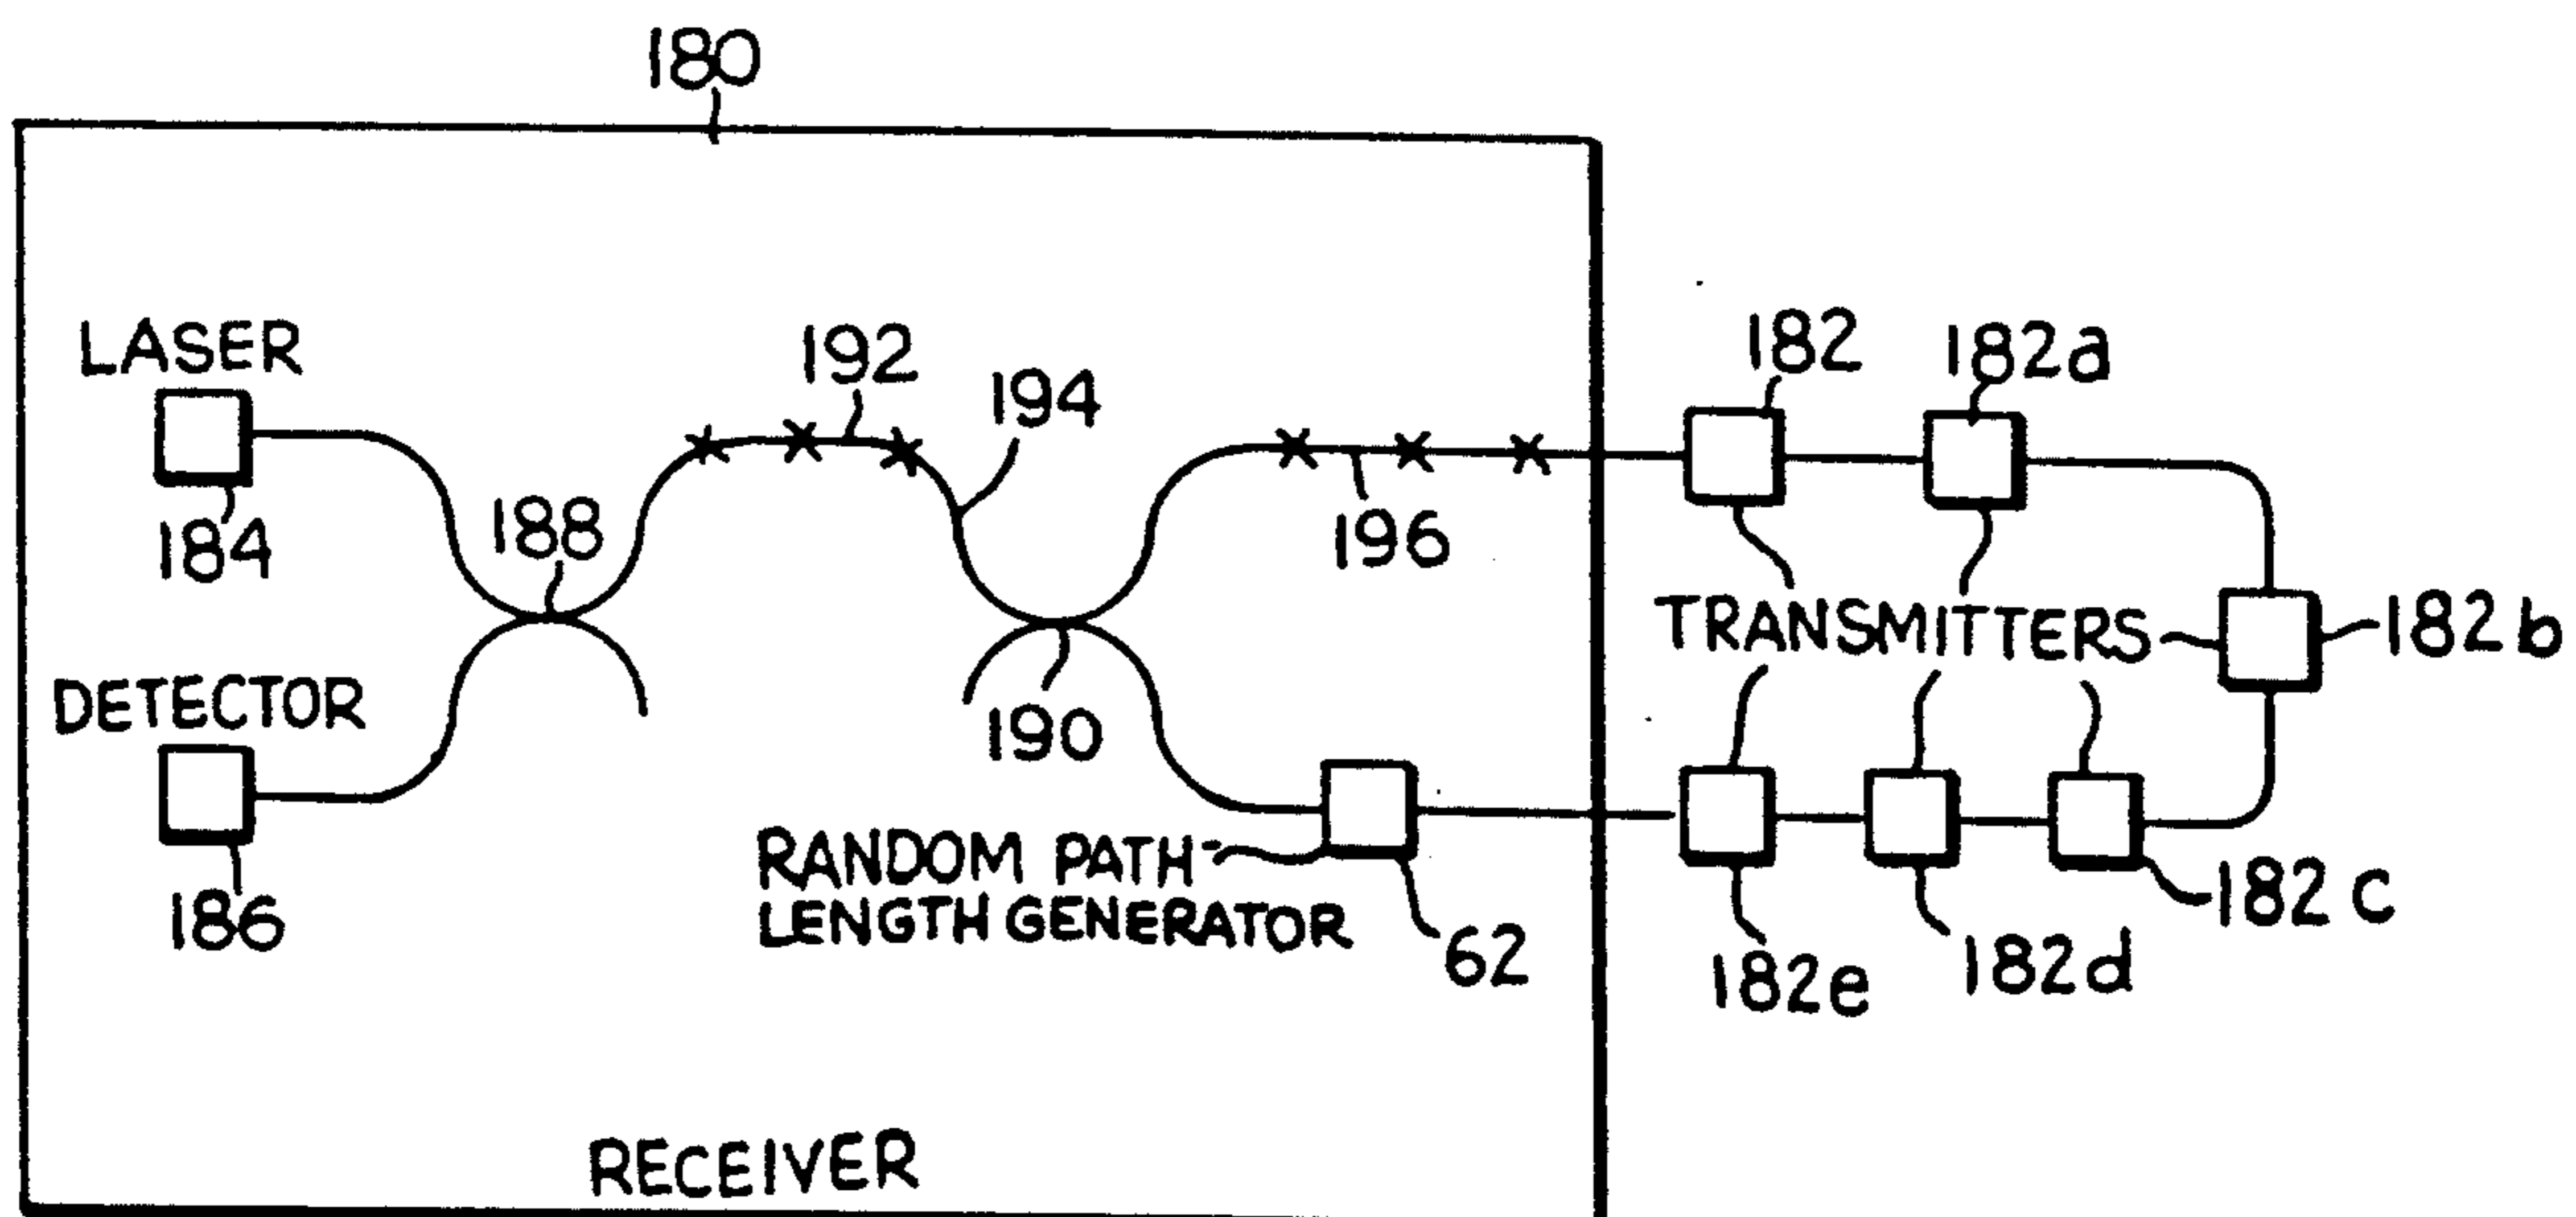 180
LASER
184
188
192
194
196
182
182a
TRANSMITTERS
182b
DETECTOR
186
190
RANDOM PATH-
LENGTH GENERATOR
62
182e
182d
182c
RECEIVER